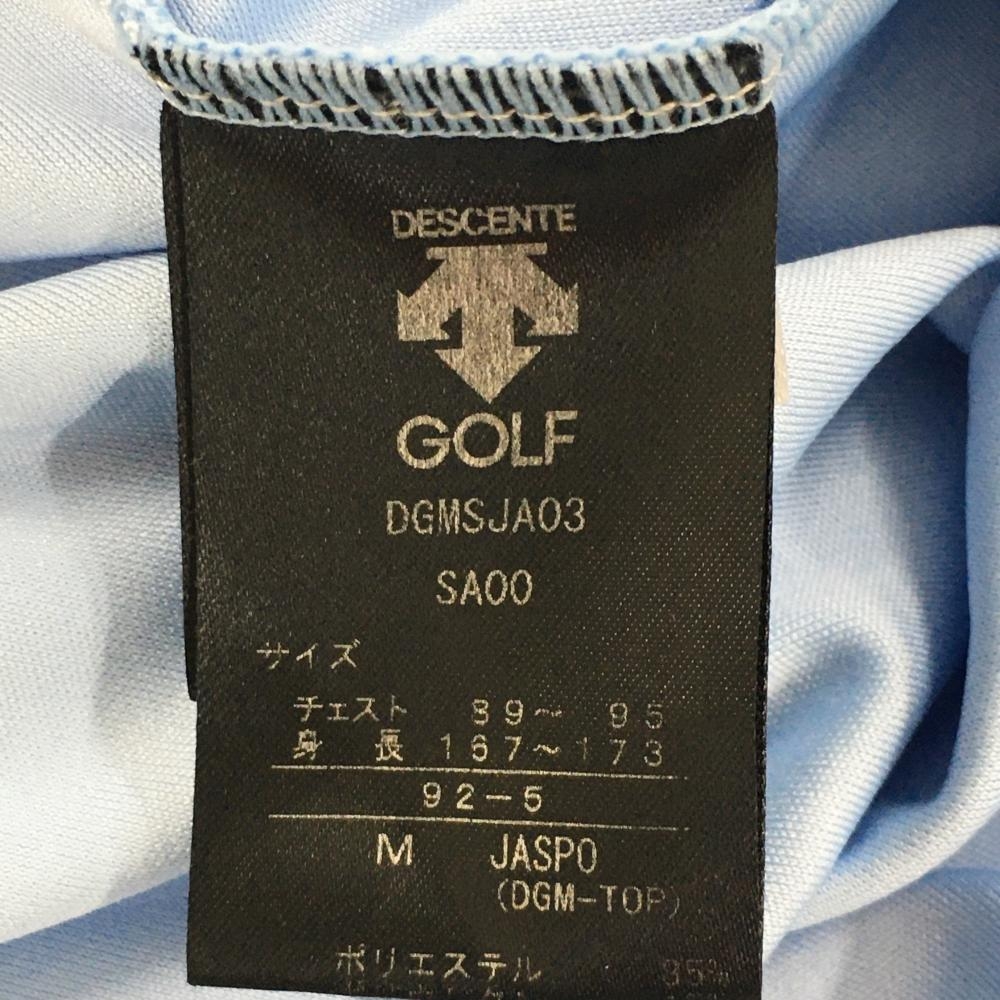 DESCENTE
GOLF
DGMSJA03
SA00
サイズ
チェスト 89～ 95
身 長 167～173
92-5
M JASPO
(DGM-TOP)
ポリエステル